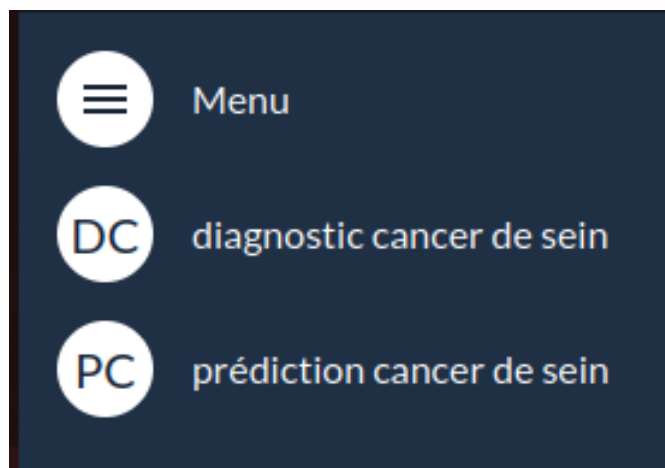 Menu
DC diagnostic cancer de sein
PC prédiction cancer de sein